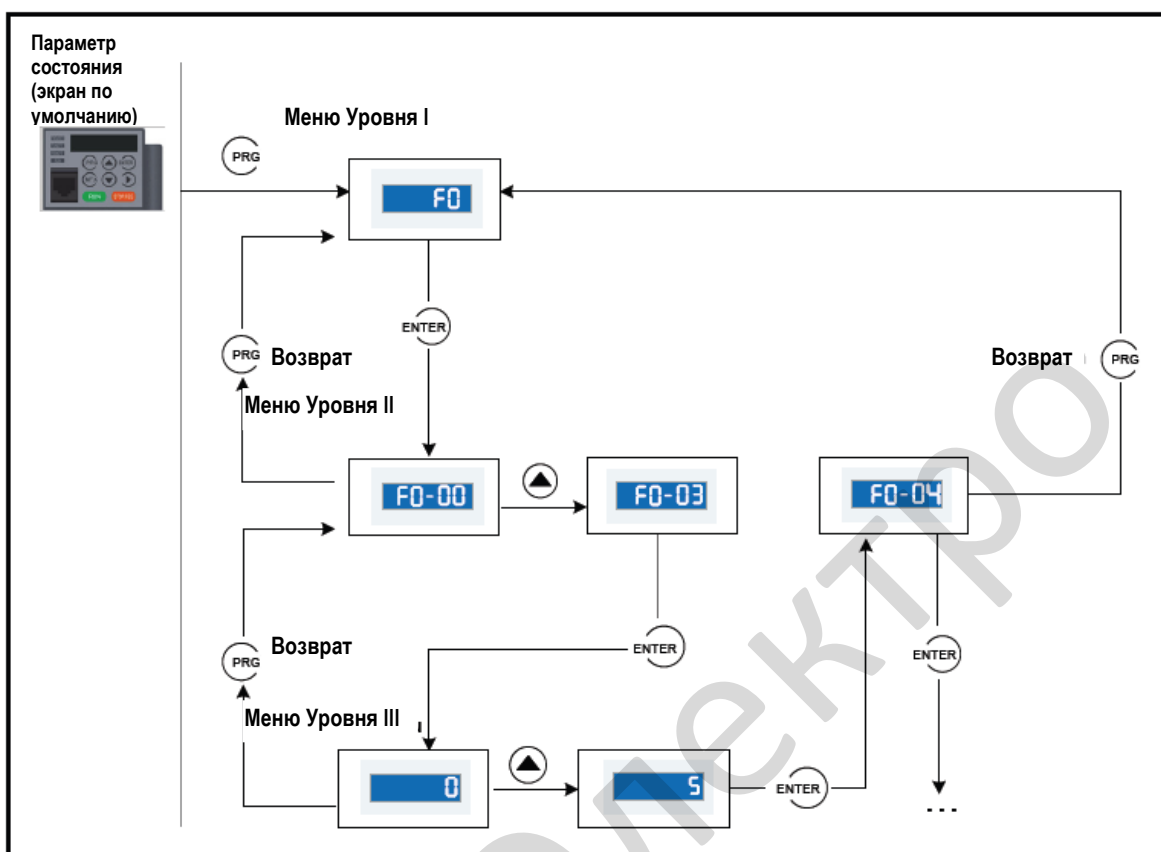 Параметр
состояния
(экран по
умолчанию)
Меню Уровня I
PRG
F0
ENTER
PRG Возврат
Возврат PRG
Меню Уровня II
F0-00
F0-03
F0-04
PRG Возврат
ENTER
ENTER
Меню Уровня III
0
5
ENTER
...
электро